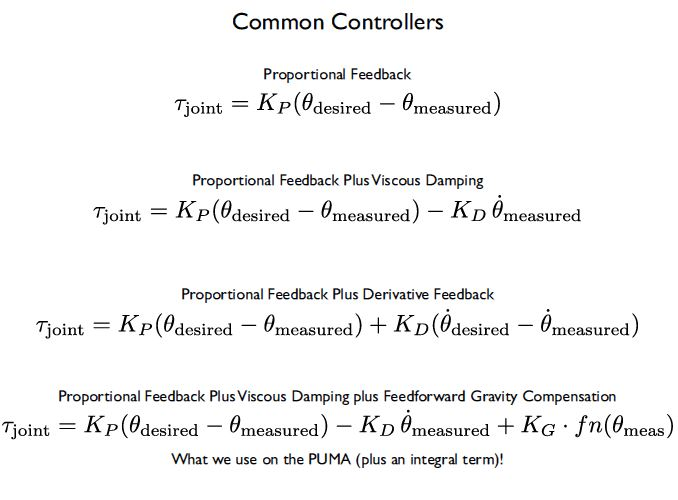 Common Controllers
Proportional Feedback
τ_joint = K_P(θ_desired − θ_measured)
Proportional Feedback Plus Viscous Damping
τ_joint = K_P(θ_desired − θ_measured) − K_D θ̇_measured
Proportional Feedback Plus Derivative Feedback
τ_joint = K_P(θ_desired − θ_measured) + K_D(θ̇_desired − θ̇_measured)
Proportional Feedback Plus Viscous Damping plus Feedforward Gravity Compensation
τ_joint = K_P(θ_desired − θ_measured) − K_D θ̇_measured + K_G · fn(θ_meas)
What we use on the PUMA (plus an integral term)!